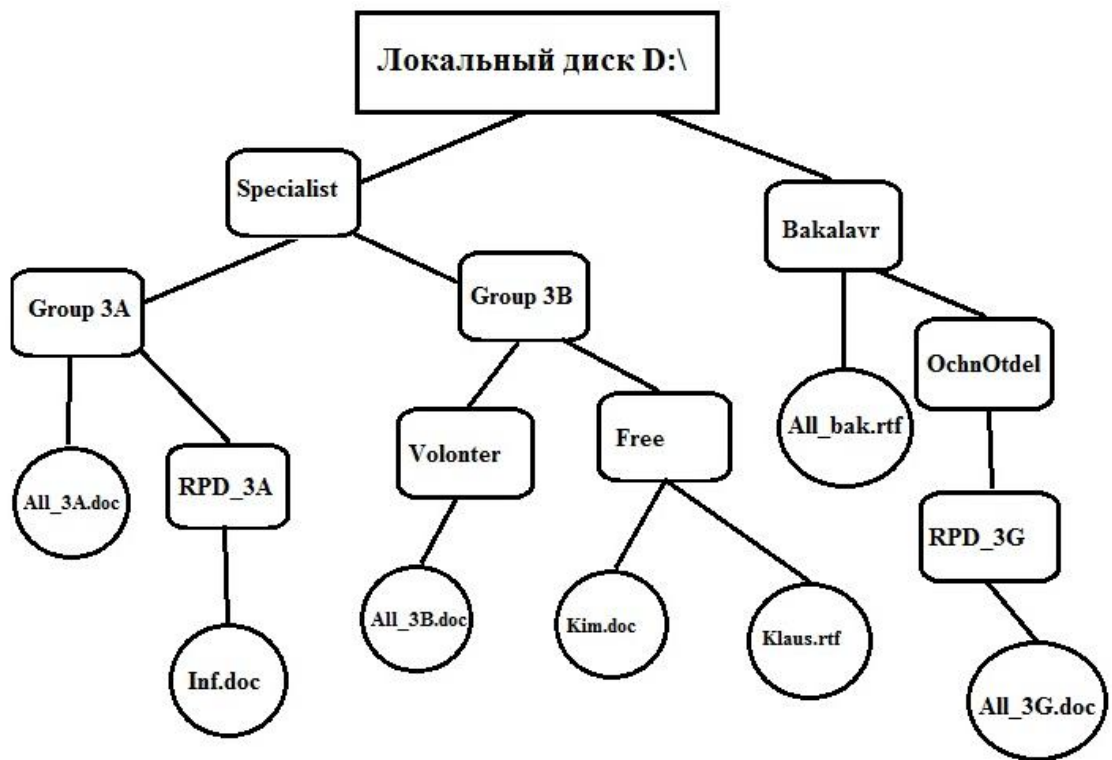 Локальный диск D:\
Specialist
Bakalavr
Group 3A
Group 3B
OchnOtdel
All_bak.rtf
Volonter
Free
All_3A.doc
RPD_3A
RPD_3G
All_3B.doc
Kim.doc
Klaus.rtf
Inf.doc
All_3G.doc